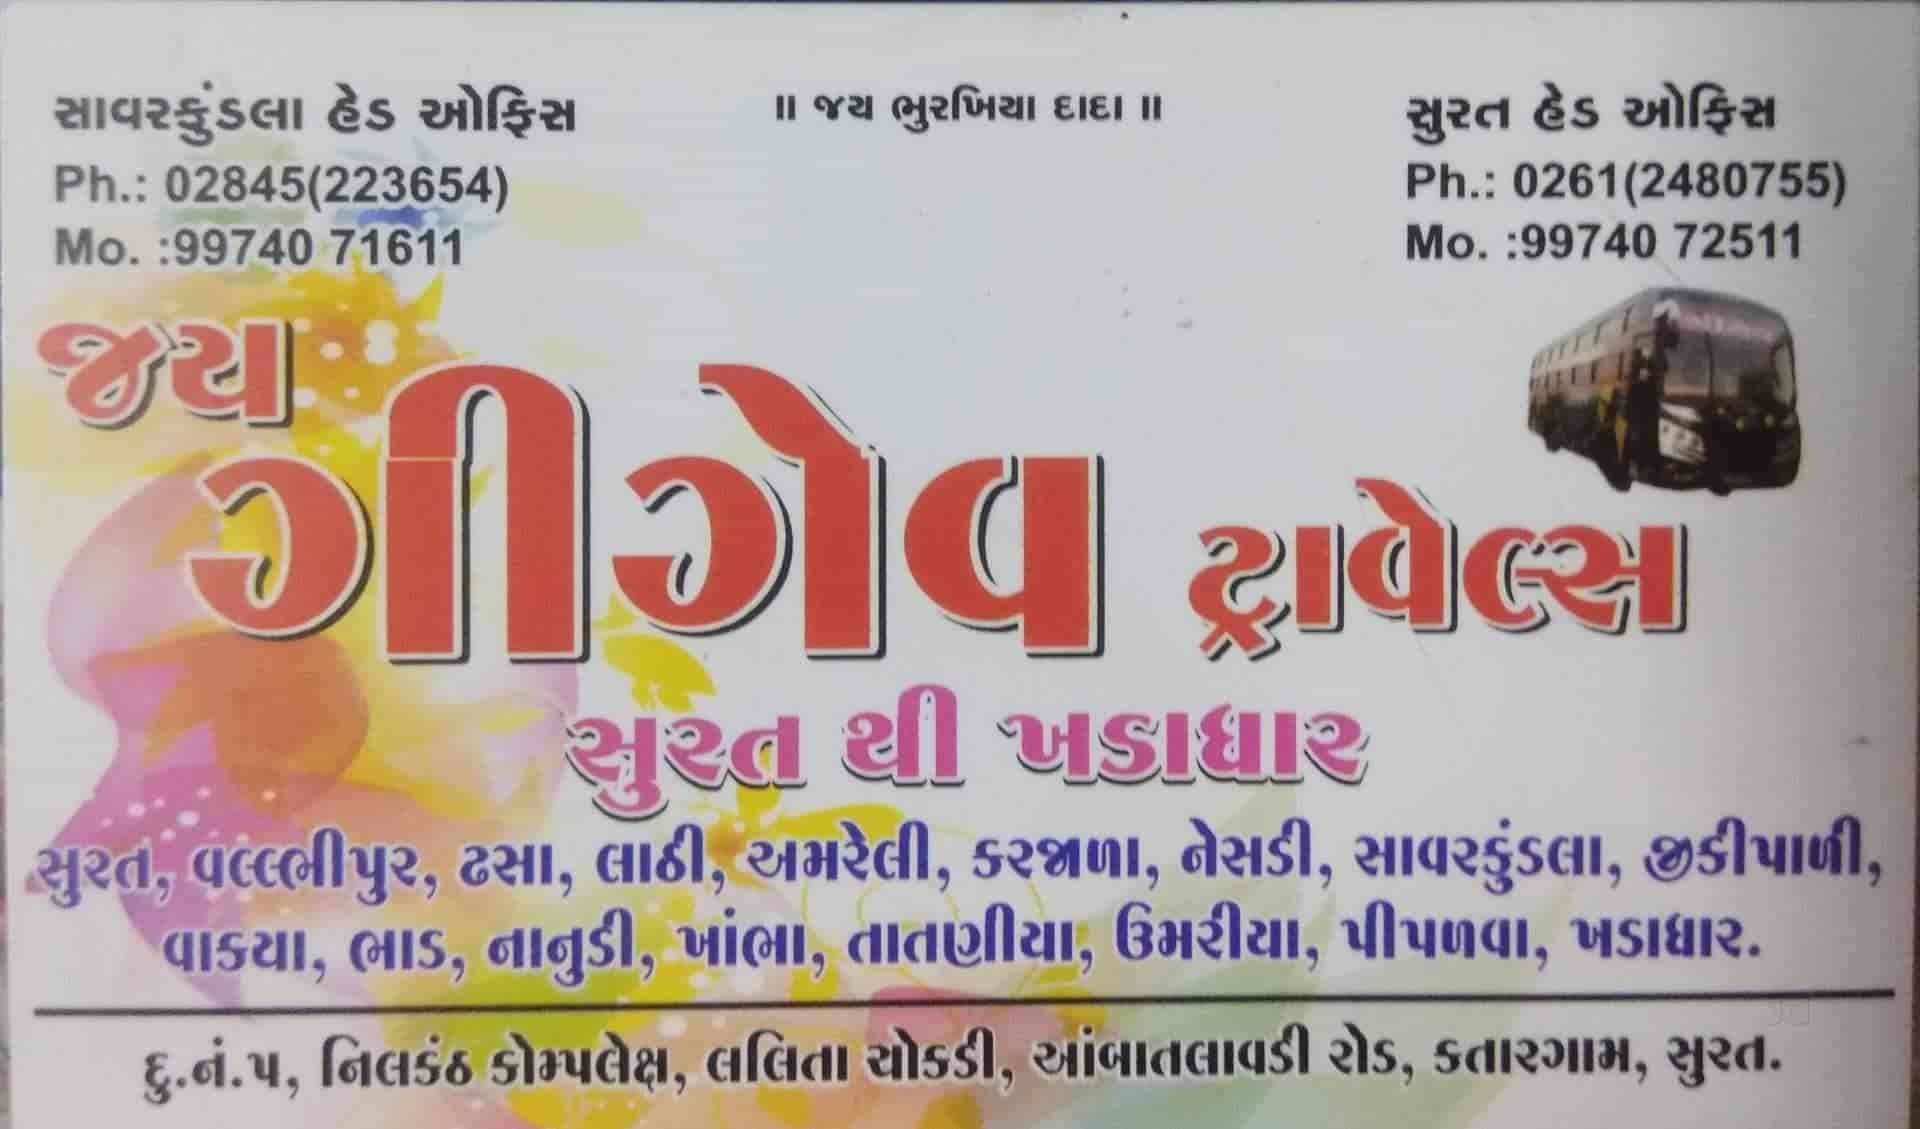 સાવરકુંડલા હેડ ઓફિસ
Ph.: 02845(223654)
Mo. :99740 71611
॥ જય ભુરખિયા દાદા ॥
સુરત હેડ ઓફિસ
Ph.: 0261(2480755)
Mo. :99740 72511
જય
ગીગેવ ટ્રાવેલ્સ
સુરત થી ખડાધાર
સુરત, વલ્લ્ભીપુર, ઢસા, લાઠી, અમરેલી, કરજાળા, નેસડી, સાવરકુંડલા, જીકીપાળી,
વાકયા, ભાડ, નાનુડી, ખાંભા, તાતણીયા, ઉમરીયા, પીપળવા, ખડાધાર.
દુ.નં.૫, નિલકંઠ કોમ્પલેક્ષ, લલિતા ચોકડી, આંબાતલાવડી રોડ, કતારગામ, સુરત.